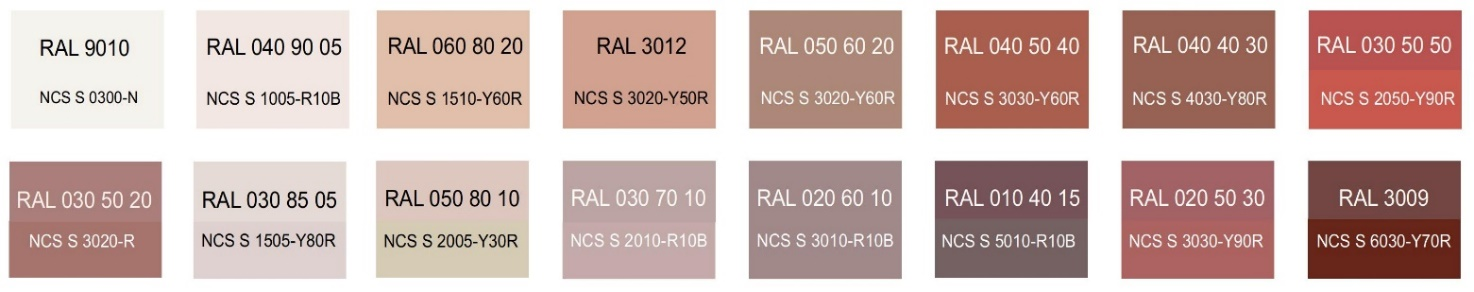 RAL 9010
NCS S 0300-N
RAL 040 90 05
NCS S 1005-R10B
RAL 060 80 20
NCS S 1510-Y60R
RAL 3012
NCS S 3020-Y50R
RAL 050 60 20
NCS S 3020-Y60R
RAL 040 50 40
NCS S 3030-Y60R
RAL 040 40 30
NCS S 4030-Y80R
RAL 030 50 50
NCS S 2050-Y90R
RAL 030 50 20
NCS S 3020-R
RAL 030 85 05
NCS S 1505-Y80R
RAL 050 80 10
NCS S 2005-Y30R
RAL 030 70 10
NCS S 2010-R10B
RAL 020 60 10
NCS S 3010-R10B
RAL 010 40 15
NCS S 5010-R10B
RAL 020 50 30
NCS S 3030-Y90R
RAL 3009
NCS S 6030-Y70R